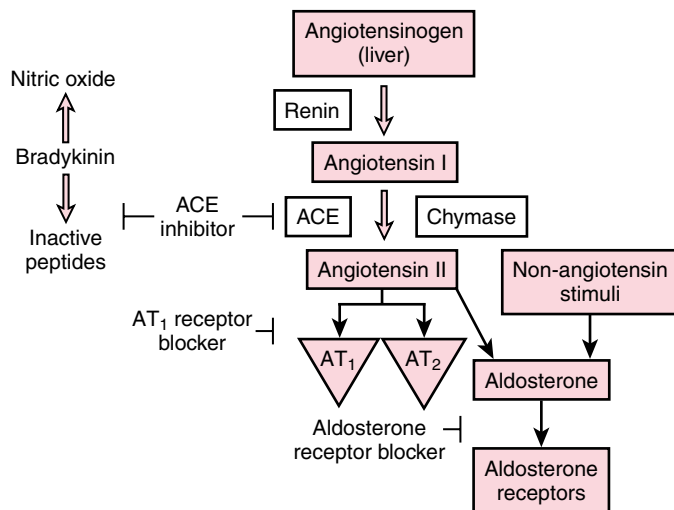 Angiotensinogen
(liver)
Nitric oxide
Renin
Bradykinin
Angiotensin I
ACE
inhibitor
ACE
Chymase
Inactive
peptides
Angiotensin II
Non-angiotensin
stimuli
AT1 receptor
blocker
AT1
AT2
Aldosterone
Aldosterone
receptor blocker
Aldosterone
receptors